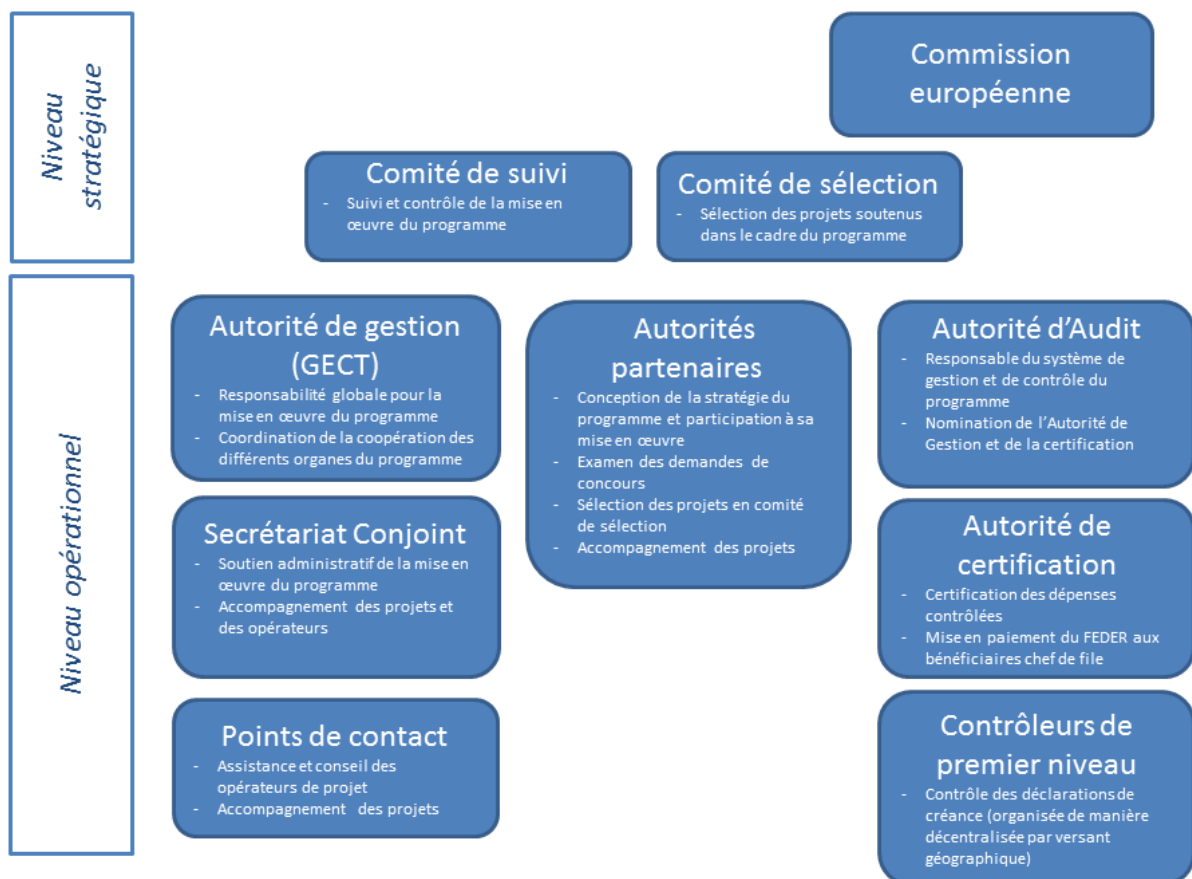 Niveau
stratégique
Commission
européenne
Comité de suivi
- Suivi et contrôle de la mise en
œuvre du programme
Comité de sélection
- Sélection des projets soutenus
dans le cadre du programme
Niveau opérationnel
Autorité de gestion
(GECT)
- Responsabilité globale pour la
mise en œuvre du programme
- Coordination de la coopération des
différents organes du programme
Secrétariat Conjoint
- Soutien administratif de la mise en
œuvre du programme
- Accompagnement des projets et
des opérateurs
Points de contact
- Assistance et conseil des
opérateurs de projet
- Accompagnement des projets
Autorités
partenaires
- Conception de la stratégie du
programme et participation à sa
mise en œuvre
- Examen des demandes de
concours
- Sélection des projets en comité
de sélection
- Accompagnement des projets
Autorité d’Audit
- Responsable du système de
gestion et de contrôle du
programme
- Nomination de l’Autorité de
Gestion et de la certification
Autorité de
certification
- Certification des dépenses
contrôlées
- Mise en paiement du FEDER aux
bénéficiaires chef de file
Contrôleurs de
premier niveau
- Contrôle des déclarations de
créance (organisée de manière
décentralisée par versant
géographique)